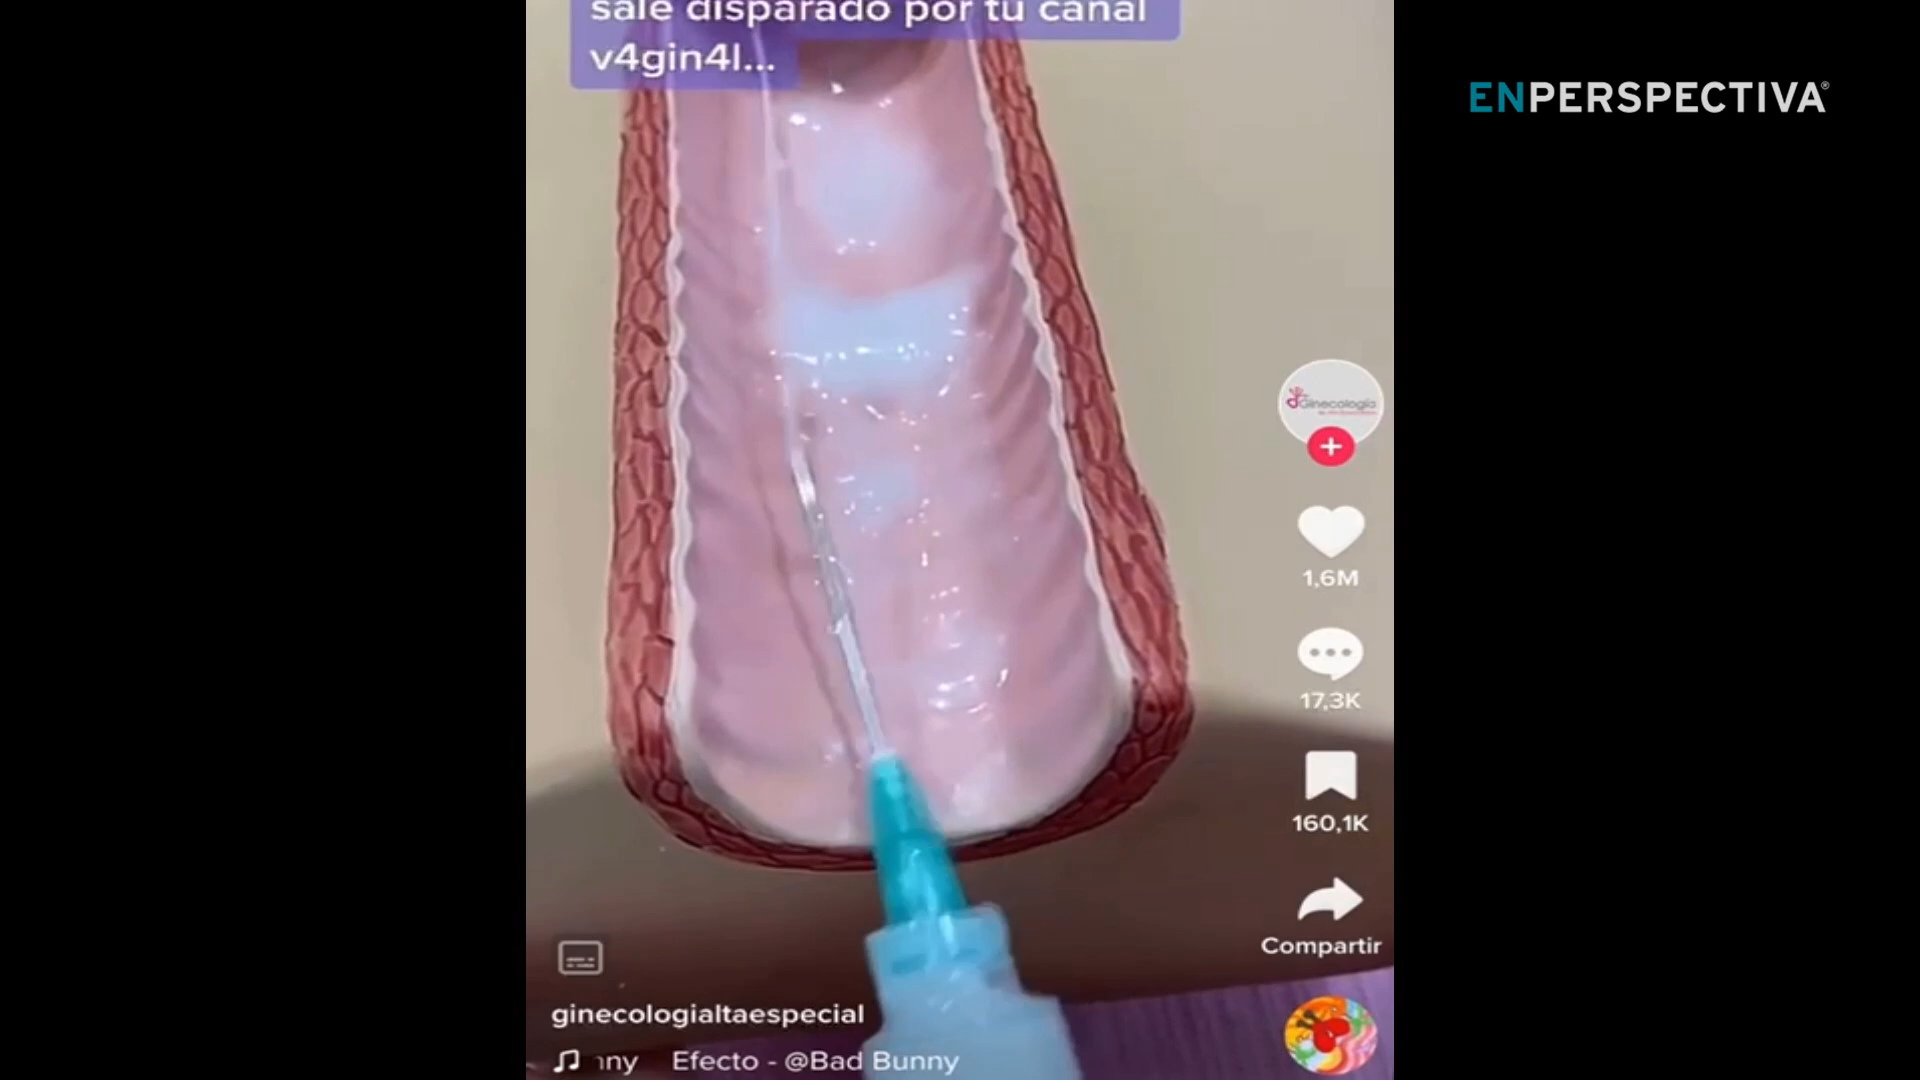 sale disparado por tu canal
v4gin4l...
ENPERSPECTIVA®
Ginecología
1,6M
17,3K
160,1K
Compartir
ginecologialtaespecial
nny Efecto - @Bad Bunny